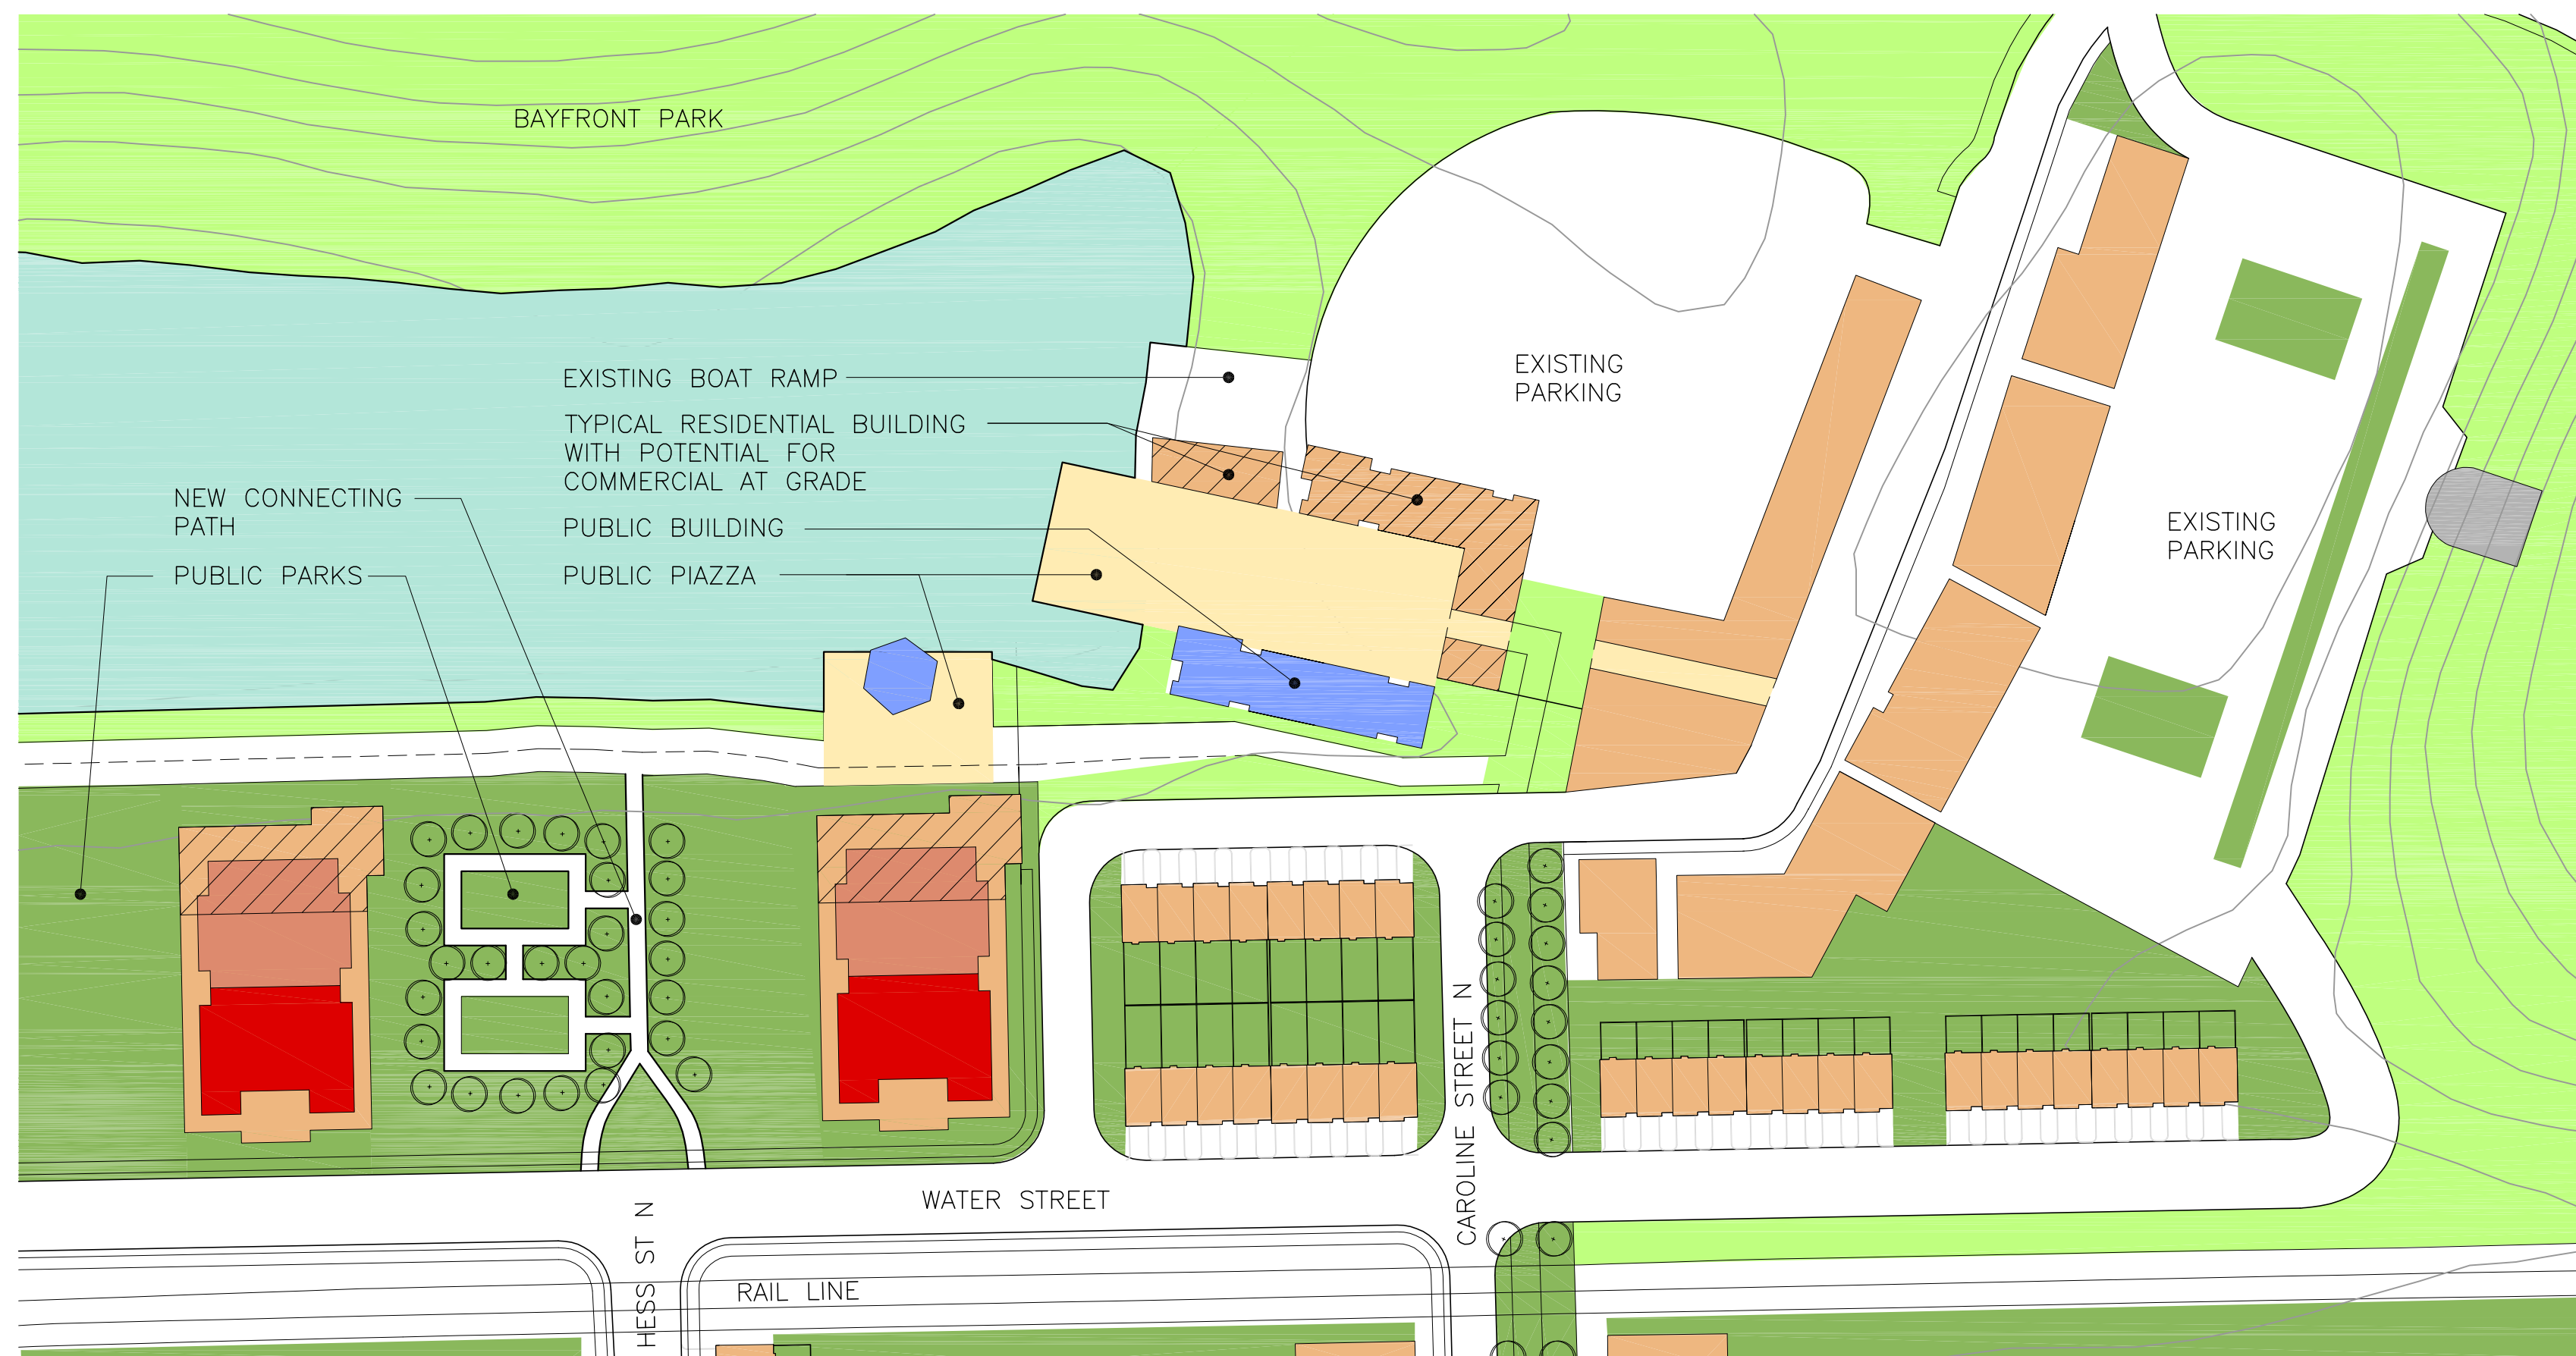 BAYFRONT PARK
EXISTING BOAT RAMP
TYPICAL RESIDENTIAL BUILDING
WITH POTENTIAL FOR
COMMERCIAL AT GRADE
PUBLIC BUILDING
PUBLIC PIAZZA
NEW CONNECTING
PATH
PUBLIC PARKS
EXISTING
PARKING
EXISTING
PARKING
WATER STREET
CAROLINE STREET N
HESS ST N
RAIL LINE